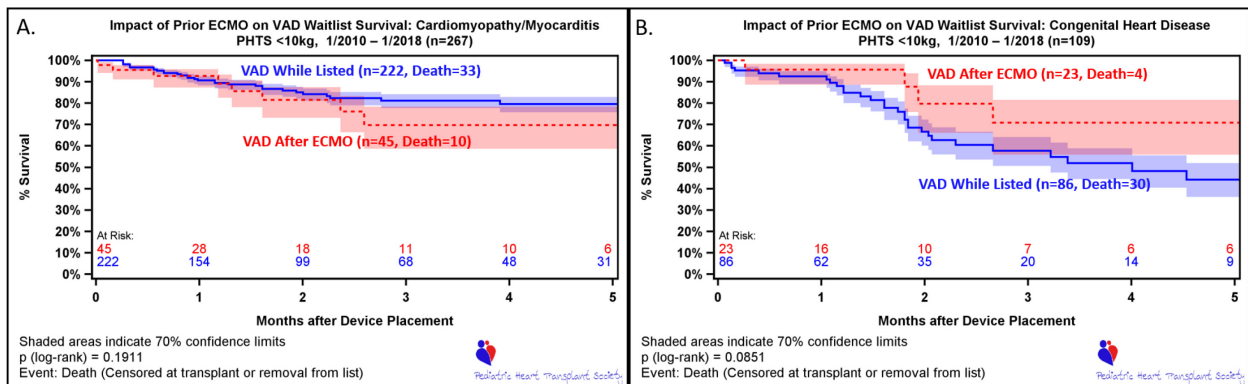 A.
Impact of Prior ECMO on VAD Waitlist Survival: Cardiomyopathy/Myocarditis
PHTS <10kg, 1/2010 – 1/2018 (n=267)
% Survival
100%
90%
80%
70%
60%
50%
40%
30%
20%
10%
0%
VAD While Listed (n=222, Death=33)
VAD After ECMO (n=45, Death=10)
At Risk:
45 28 18 11 10 6
222 154 99 68 48 31
0 1 2 3 4 5
Months after Device Placement
Shaded areas indicate 70% confidence limits
p (log-rank) = 0.1911
Event: Death (Censored at transplant or removal from list)
Pediatric Heart Transplant Society
B.
Impact of Prior ECMO on VAD Waitlist Survival: Congenital Heart Disease
PHTS <10kg, 1/2010 – 1/2018 (n=109)
% Survival
100%
90%
80%
70%
60%
50%
40%
30%
20%
10%
0%
VAD After ECMO (n=23, Death=4)
VAD While Listed (n=86, Death=30)
At Risk:
23 16 10 7 6 6
86 62 35 20 14 9
0 1 2 3 4 5
Months after Device Placement
Shaded areas indicate 70% confidence limits
p (log-rank) = 0.0851
Event: Death (Censored at transplant or removal from list)
Pediatric Heart Transplant Society